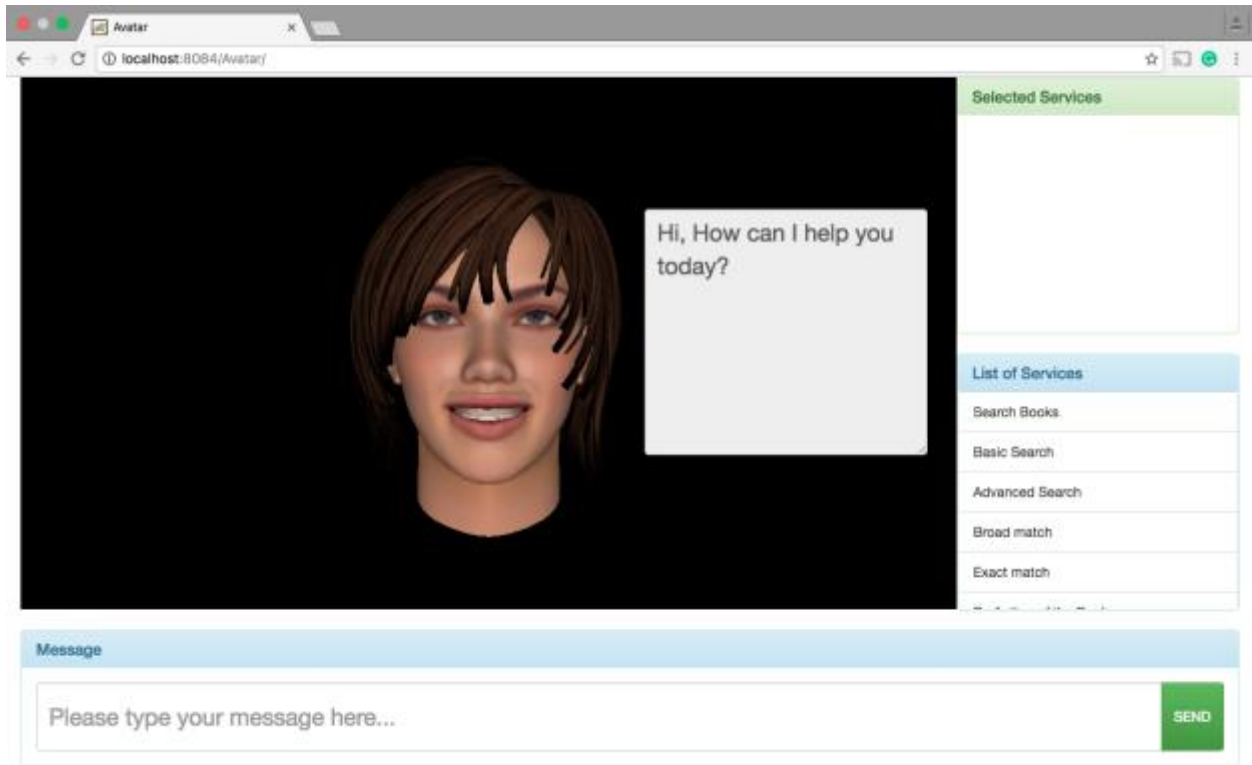 Avatar
localhost:8084/Avatar/
Selected Services
Hi, How can I help you
today?
List of Services
Search Books
Basic Search
Advanced Search
Broad match
Exact match
Message
Please type your message here...
SEND